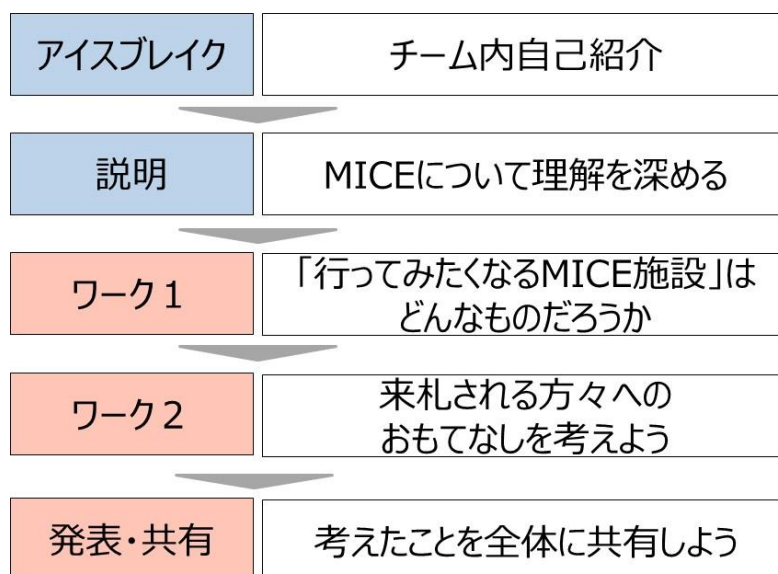 アイスブレイク
チーム内自己紹介
説明
MICEについて理解を深める
ワーク１
「行ってみたくなるMICE施設」は
どんなものだろうか
ワーク２
来札される方々への
おもてなしを考えよう
発表・共有
考えたことを全体に共有しよう